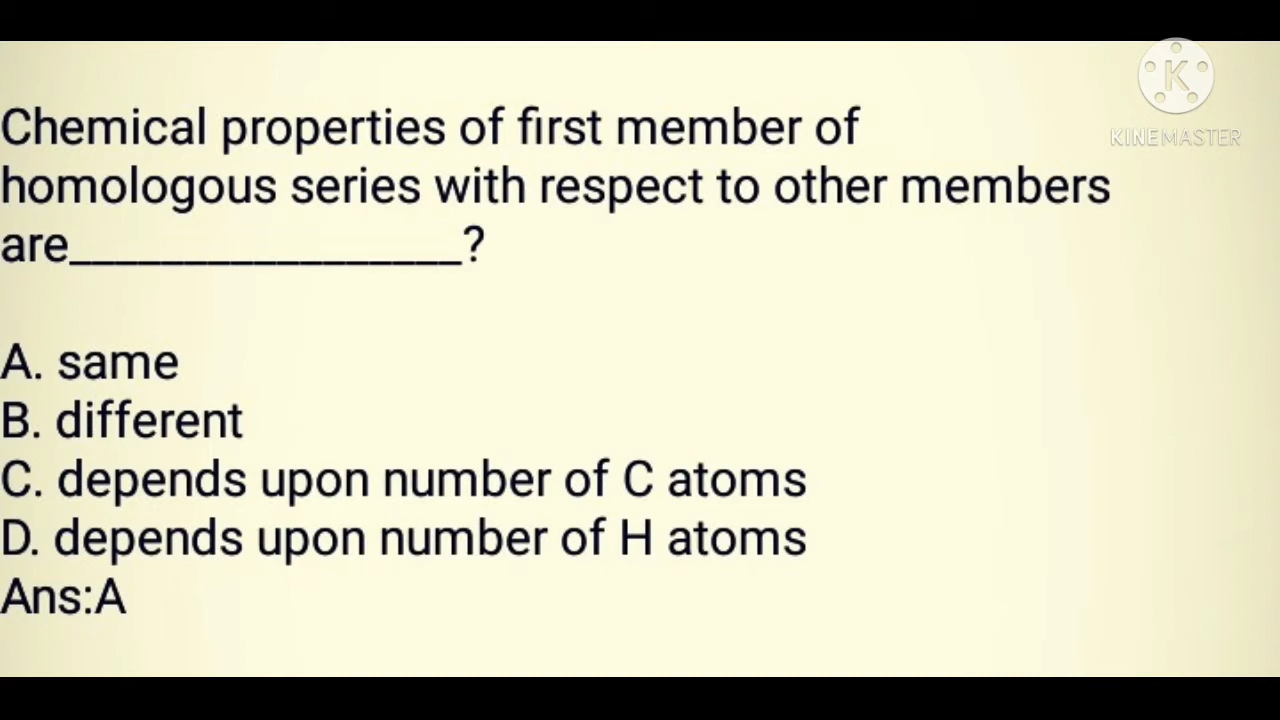 K
KINEMASTER
Chemical properties of first member of
homologous series with respect to other members
are_________________?
A. same
B. different
C. depends upon number of C atoms
D. depends upon number of H atoms
Ans:A